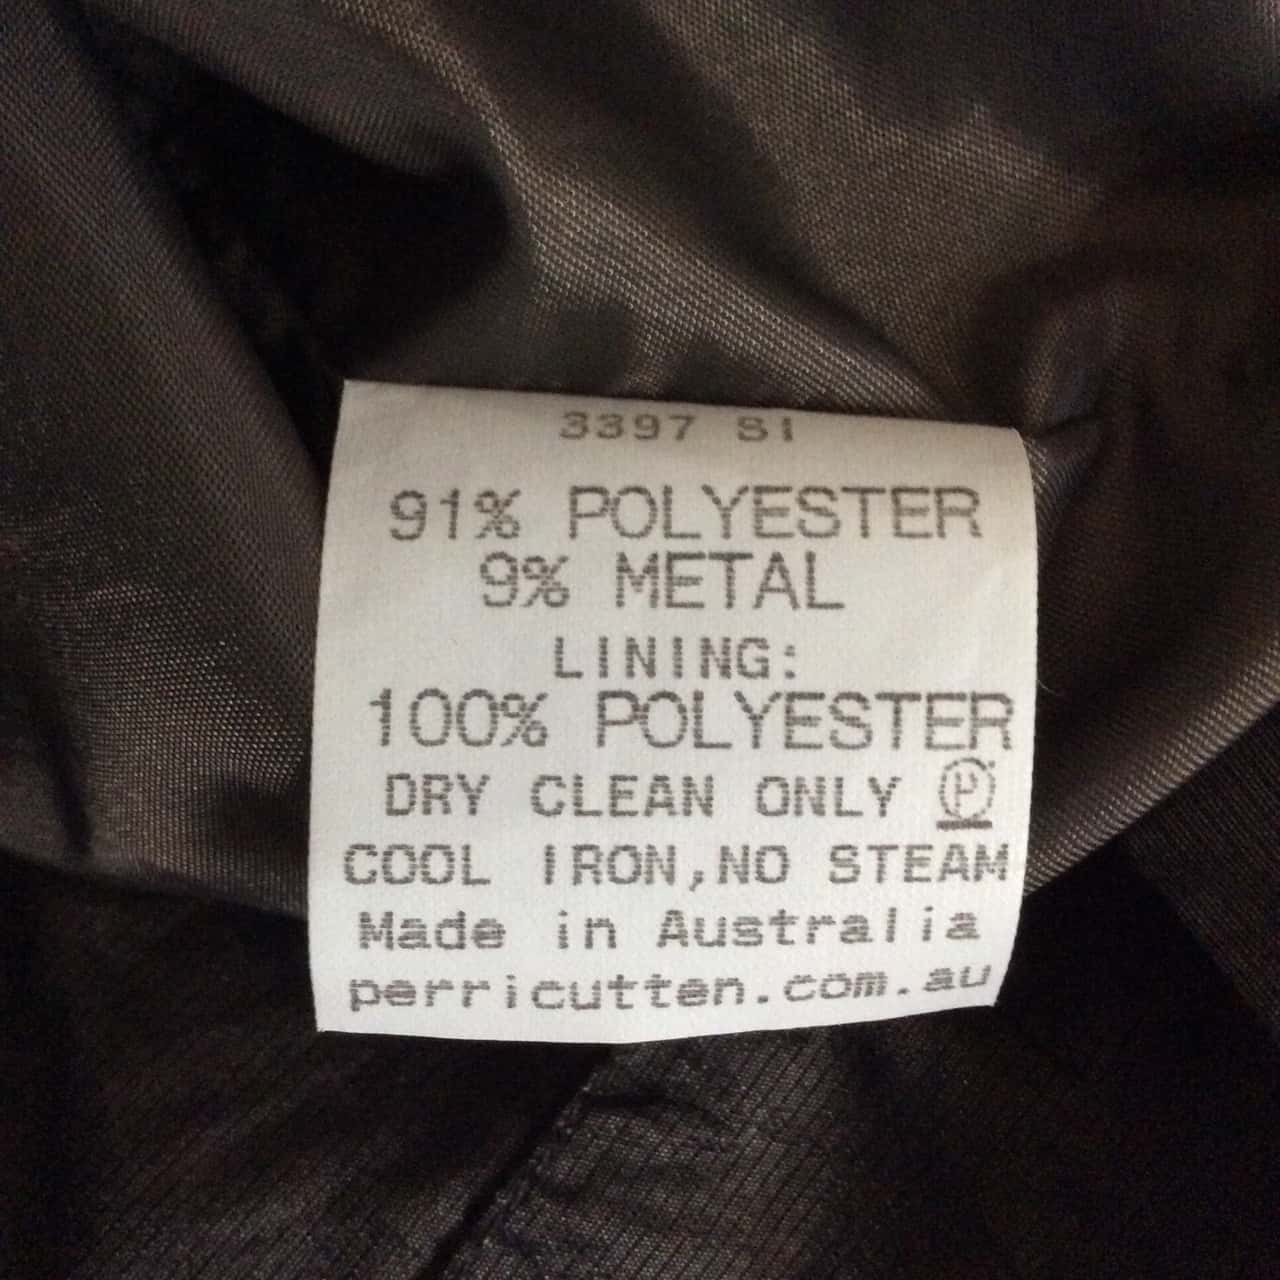 3397 SI
91% POLYESTER
9% METAL
LINING:
100% POLYESTER
DRY CLEAN ONLY Ⓟ
COOL IRON,NO STEAM
Made in Australia
perricutten.com.au